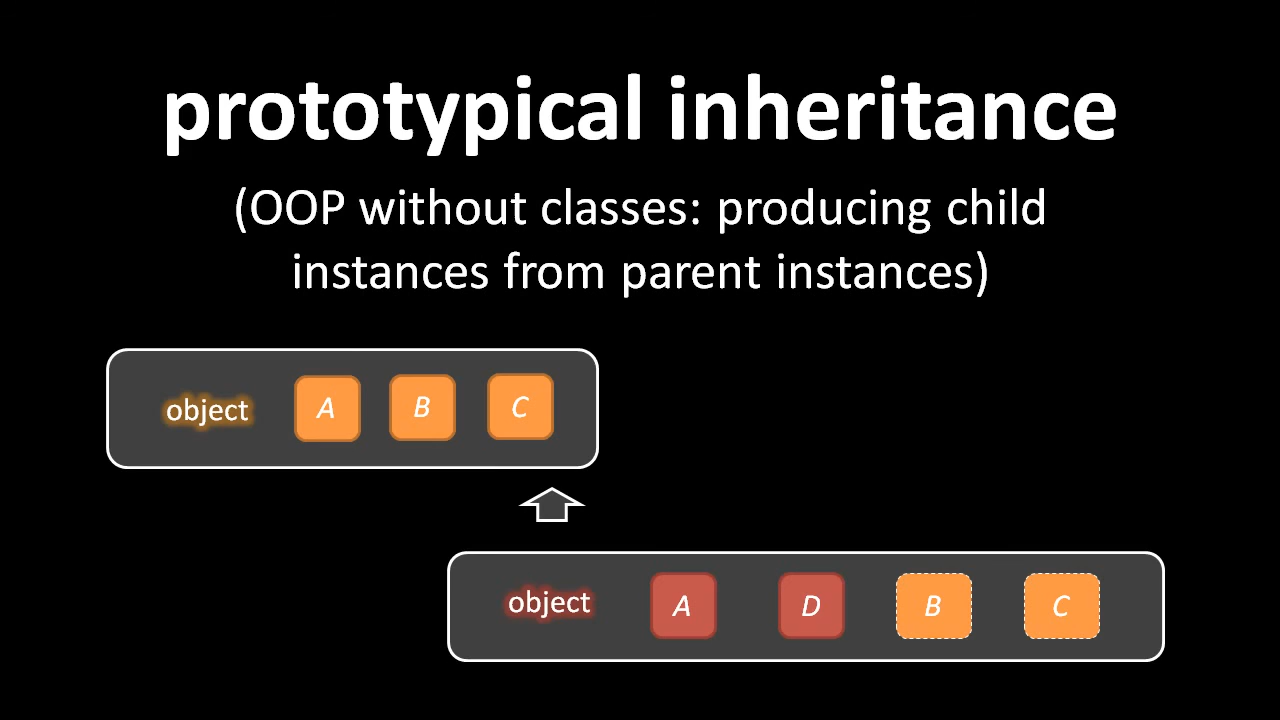 prototypical inheritance
(OOP without classes: producing child
instances from parent instances)
object A B C
object A D B C